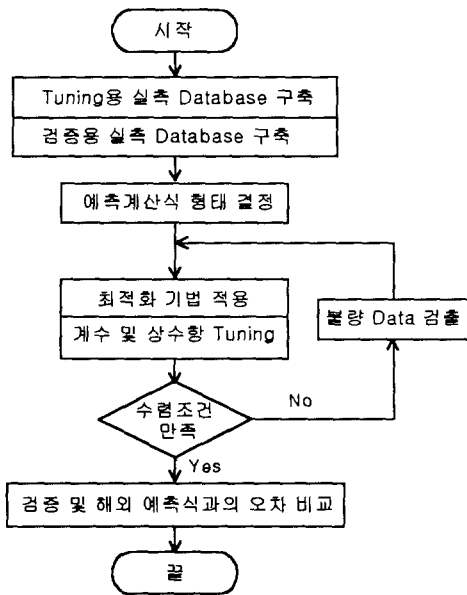 시작
Tuning용 실측 Database 구축
검증용 실측 Database 구축
예측계산식 형태 결정
최적화 기법 적용
계수 및 상수항 Tuning
불량 Data 검출
수렴조건
만족
No
Yes
검증 및 해외 예측식과의 오차 비교
끝